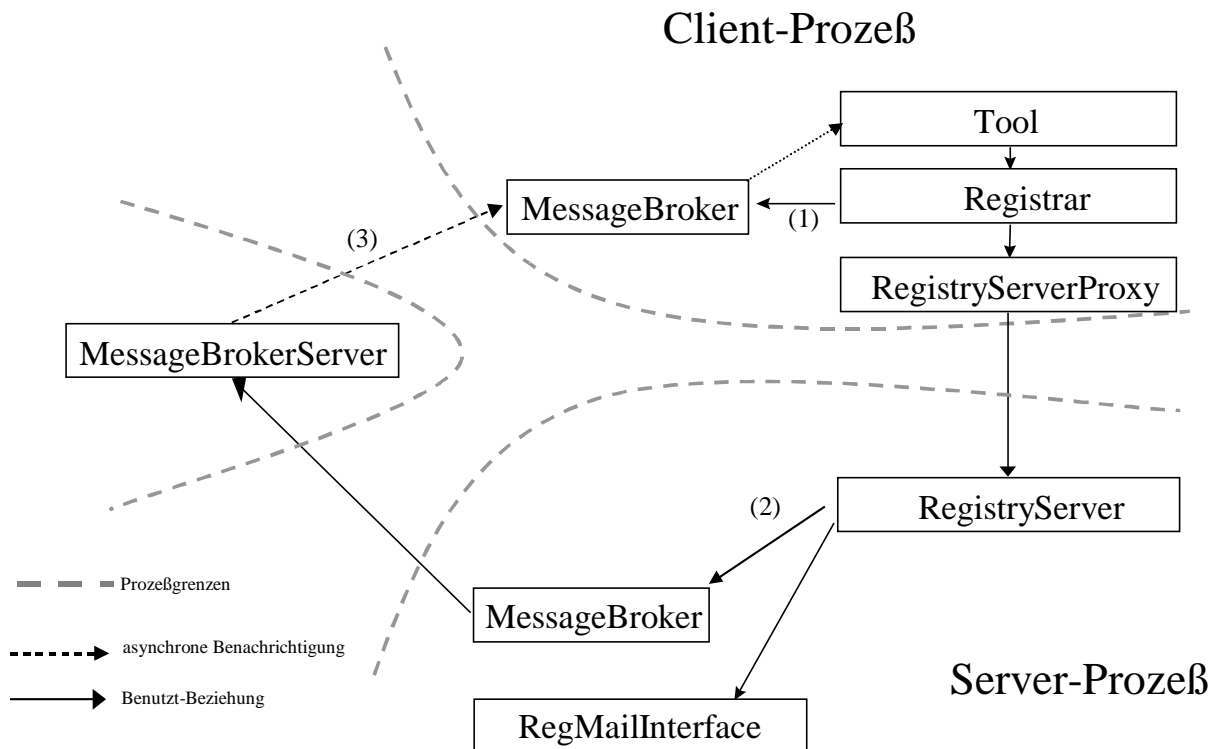 Client-Prozeß
Tool
MessageBroker
(1)
Registrar
(3)
RegistryServerProxy
MessageBrokerServer
RegistryServer
(2)
Prozeßgrenzen
MessageBroker
asynchrone Benachrichtigung
Server-Prozeß
Benutzt-Beziehung
RegMailInterface